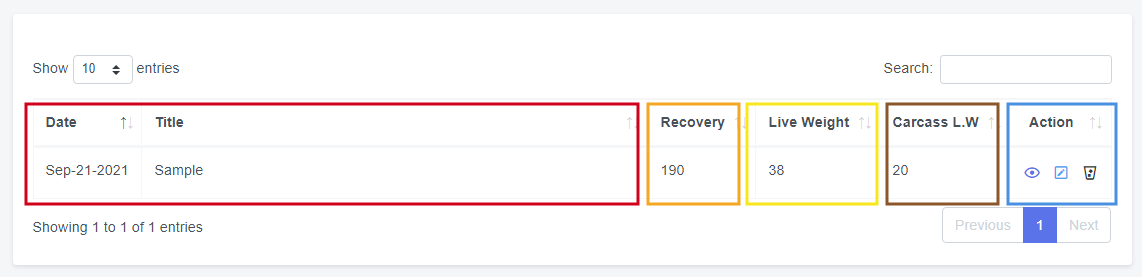 Show 10 entries Search:
Date Title Recovery Live Weight Carcass L.W Action
Sep-21-2021 Sample 190 38 20
Showing 1 to 1 of 1 entries Previous 1 Next